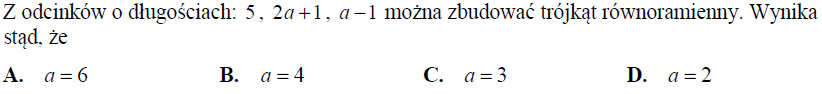 Z odcinków o długościach: 5, 2a+1, a−1 można zbudować trójkąt równoramienny. Wynika
stąd, że
A. a = 6 B. a = 4 C. a = 3 D. a = 2